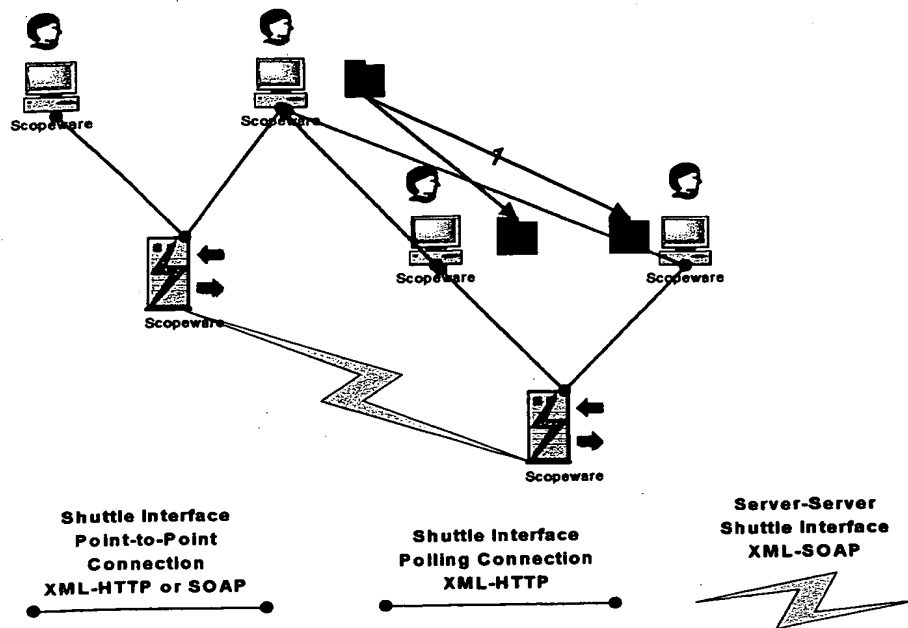 Scopeware
Scopeware
1
Scopeware
Scopeware
Scopeware
Scopeware
Shuttle Interface
Point-to-Point
Connection
XML-HTTP or SOAP
Shuttle Interface
Polling Connection
XML-HTTP
Server-Server
Shuttle Interface
XML-SOAP